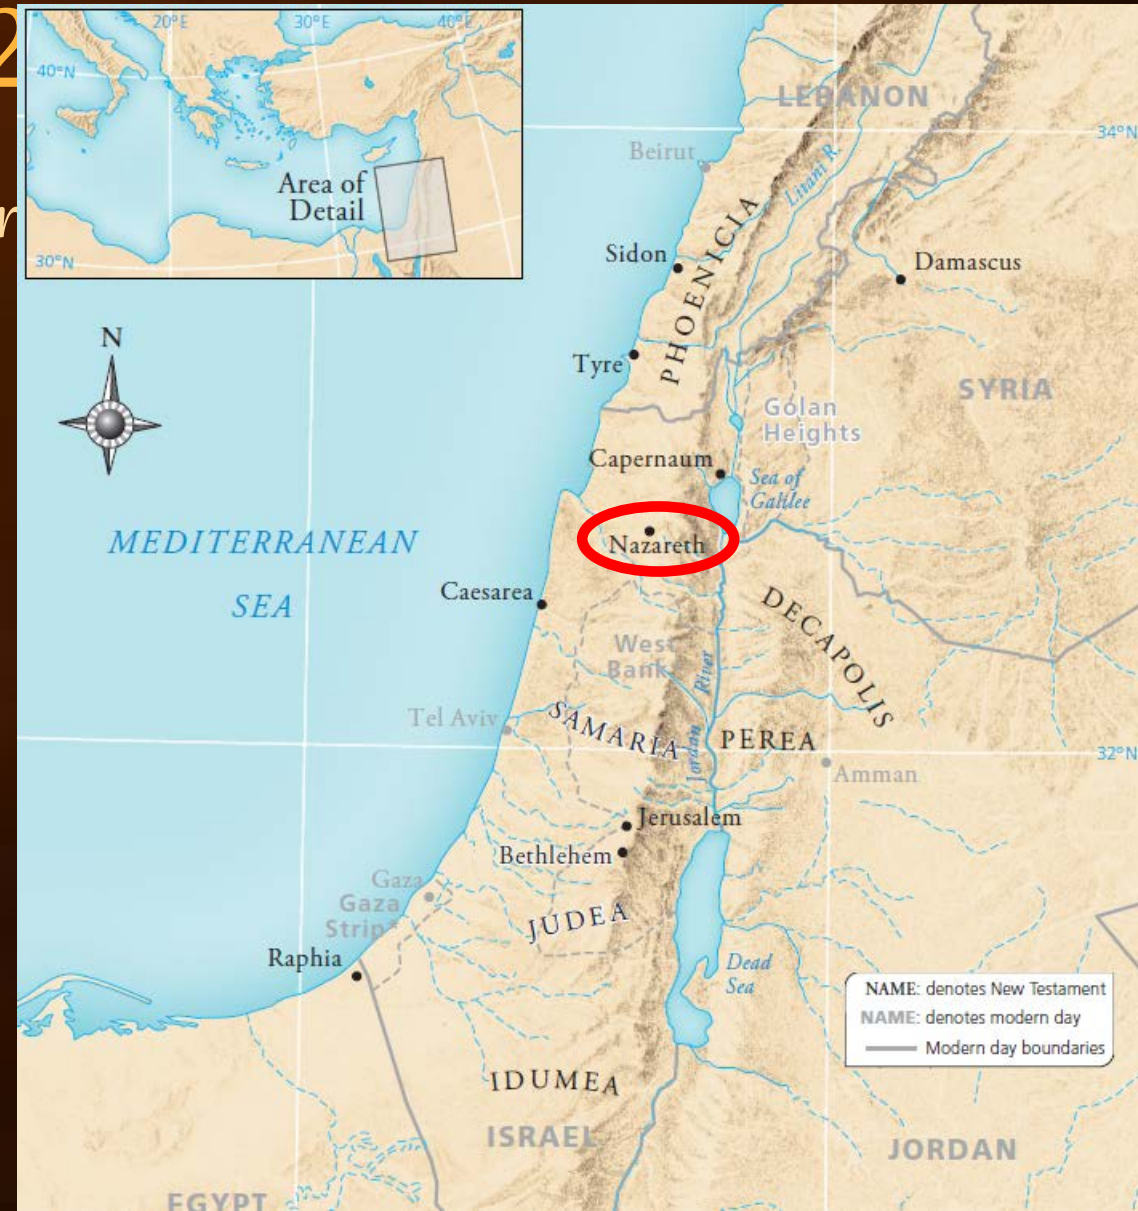 2
r
20°E
30°E
40°E
40°N
30°N
Area of
Detail
N
LEBANON
34°N
Beirut
Litani R.
PHOENICIA
Sidon
Damascus
Tyre
SYRIA
Golan
Heights
Capernaum
Sea of
Galilee
Nazareth
MEDITERRANEAN
SEA
Caesarea
DECAPOLIS
West
Bank
Jordan River
Tel Aviv
SAMARIA
PEREA
32°N
Amman
Jerusalem
Bethlehem
Gaza
Gaza
Strip*
JUDEA
Raphia
Dead
Sea
NAME: denotes New Testament
NAME: denotes modern day
Modern day boundaries
IDUMEA
ISRAEL
JORDAN
EGYPT